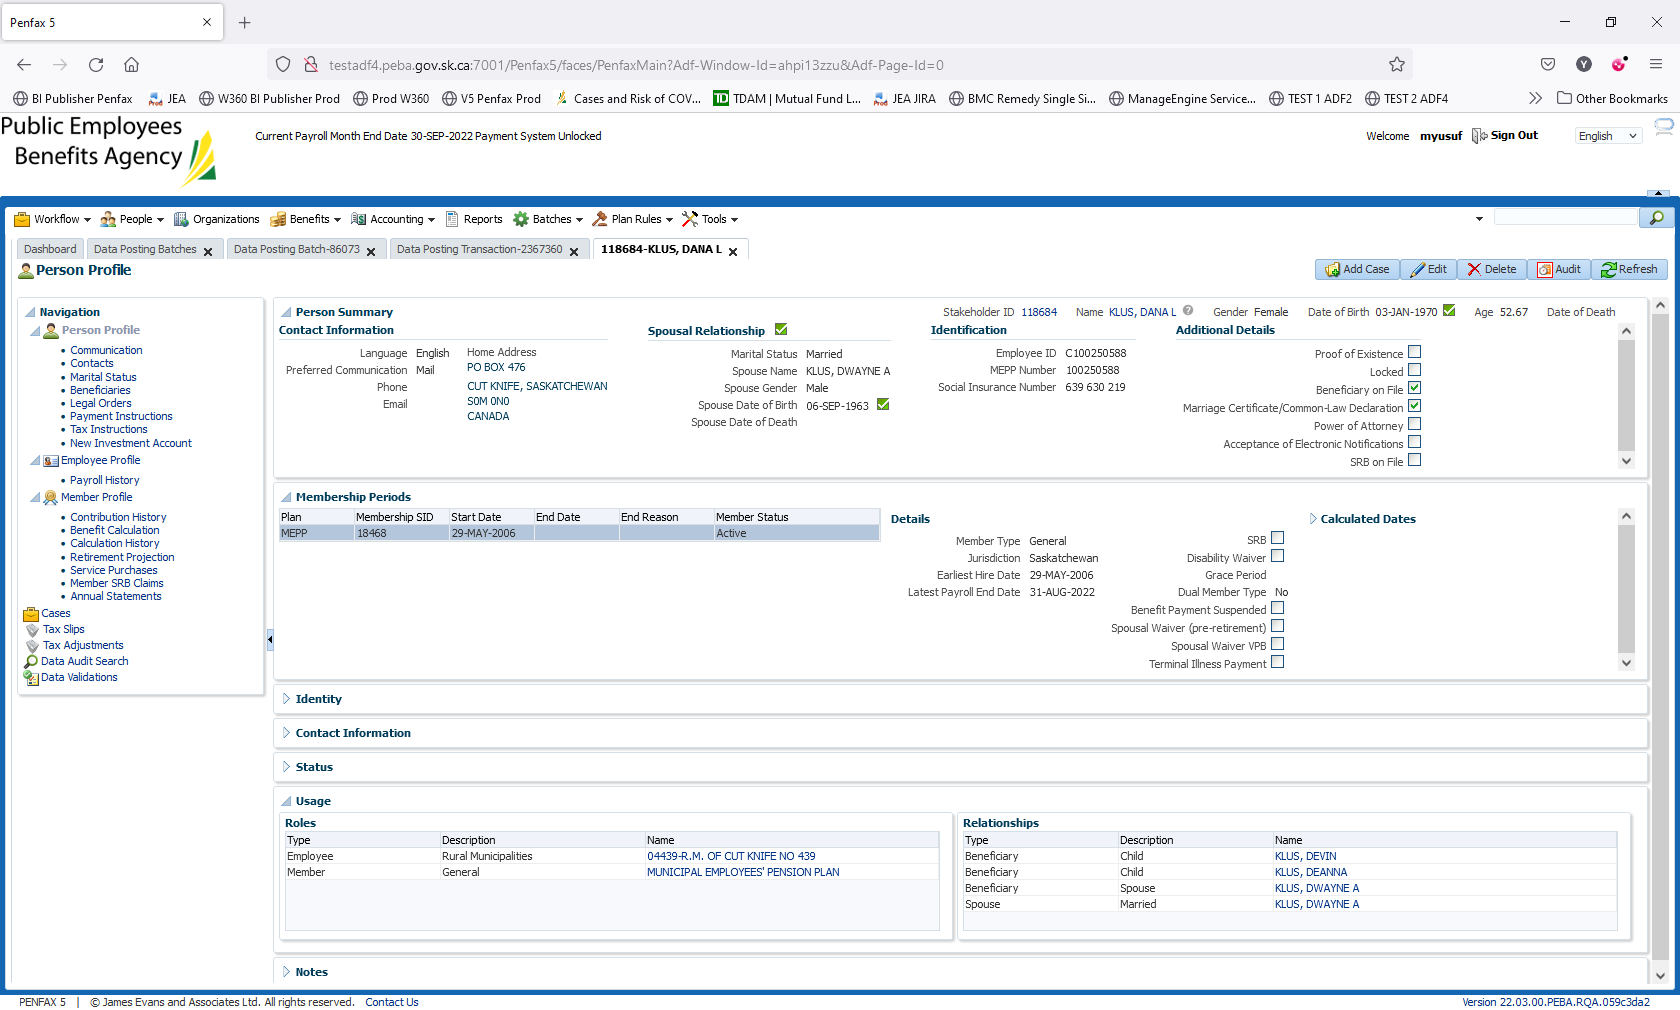 Penfax 5
testadf4.peba.gov.sk.ca:7001/Penfax5/faces/PenfaxMain?Adf-Window-Id=ahpi13zzu&Adf-Page-Id=0
BI Publisher Penfax JEA W360 BI Publisher Prod Prod W360 V5 Penfax Prod Cases and Risk of COV... TD TDAM | Mutual Fund L... JEA JIRA BMC Remedy Single Si... ManageEngine Service... TEST 1 ADF2 TEST 2 ADF4 Other Bookmarks
Public Employees
Benefits Agency
Current Payroll Month End Date 30-SEP-2022 Payment System Unlocked
Welcome myusuf Sign Out English
Workflow People Organizations Benefits Accounting Reports Batches Plan Rules Tools
Dashboard Data Posting Batches Data Posting Batch-86073 Data Posting Transaction-2367360 118684-KLUS, DANA L
Person Profile
Add Case Edit Delete Audit Refresh
Navigation
Person Profile
Communication
Contacts
Marital Status
Beneficiaries
Legal Orders
Payment Instructions
Tax Instructions
New Investment Account
Employee Profile
Payroll History
Member Profile
Contribution History
Benefit Calculation
Calculation History
Retirement Projection
Service Purchases
Member SRB Claims
Annual Statements
Cases
Tax Slips
Tax Adjustments
Data Audit Search
Data Validations
Person Summary
Stakeholder ID 118684 Name KLUS, DANA L Gender Female Date of Birth 03-JAN-1970 Age 52.67 Date of Death
Contact Information
Language English
Preferred Communication Mail
Phone
Email
Home Address
PO BOX 476
CUT KNIFE, SASKATCHEWAN
S0M 0N0
CANADA
Spousal Relationship
Marital Status Married
Spouse Name KLUS, DWAYNE A
Spouse Gender Male
Spouse Date of Birth 06-SEP-1963
Spouse Date of Death
Identification
Employee ID C100250588
MEPP Number 100250588
Social Insurance Number 639 630 219
Additional Details
Proof of Existence
Locked
Beneficiary on File
Marriage Certificate/Common-Law Declaration
Power of Attorney
Acceptance of Electronic Notifications
SRB on File
Membership Periods
Plan Membership SID Start Date End Date End Reason Member Status
MEPP 18468 29-MAY-2006 Active
Details
Member Type General
Jurisdiction Saskatchewan
Earliest Hire Date 29-MAY-2006
Latest Payroll End Date 31-AUG-2022
SRB
Disability Waiver
Grace Period
Dual Member Type No
Benefit Payment Suspended
Spousal Waiver (pre-retirement)
Spousal Waiver VPB
Terminal Illness Payment
Calculated Dates
Identity
Contact Information
Status
Usage
Roles
Type Description Name
Employee Rural Municipalities 04439-R.M. OF CUT KNIFE NO 439
Member General MUNICIPAL EMPLOYEES' PENSION PLAN
Relationships
Type Description Name
Beneficiary Child KLUS, DEVIN
Beneficiary Child KLUS, DEANNA
Beneficiary Spouse KLUS, DWAYNE A
Spouse Married KLUS, DWAYNE A
Notes
PENFAX 5 | © James Evans and Associates Ltd. All rights reserved. Contact Us
Version 22.03.00.PEBA.RQA.059c3da2